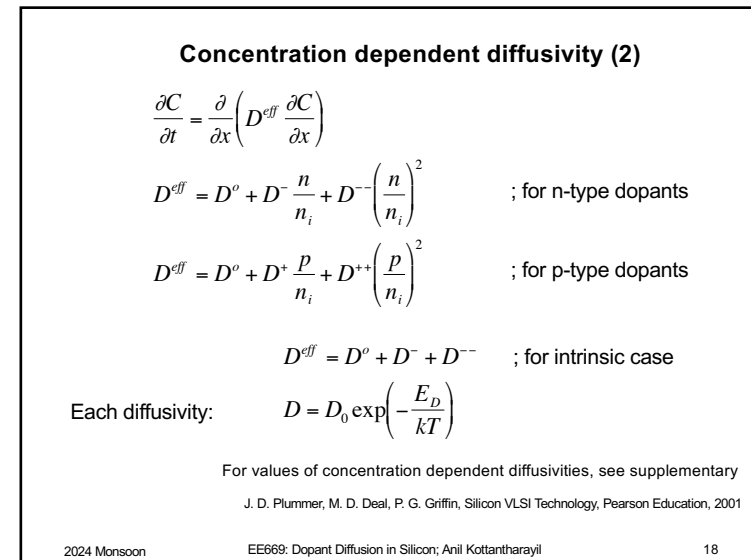 Concentration dependent diffusivity (2)
∂C/∂t = ∂/∂x (D^eff ∂C/∂x)
D^eff = D^o + D^- n/n_i + D^-- (n/n_i)^2 ; for n-type dopants
D^eff = D^o + D^+ p/n_i + D^++ (p/n_i)^2 ; for p-type dopants
D^eff = D^o + D^- + D^-- ; for intrinsic case
Each diffusivity: D = D_0 exp(-E_D/kT)
For values of concentration dependent diffusivities, see supplementary
J. D. Plummer, M. D. Deal, P. G. Griffin, Silicon VLSI Technology, Pearson Education, 2001
2024 Monsoon EE669: Dopant Diffusion in Silicon; Anil Kottantharayil 18